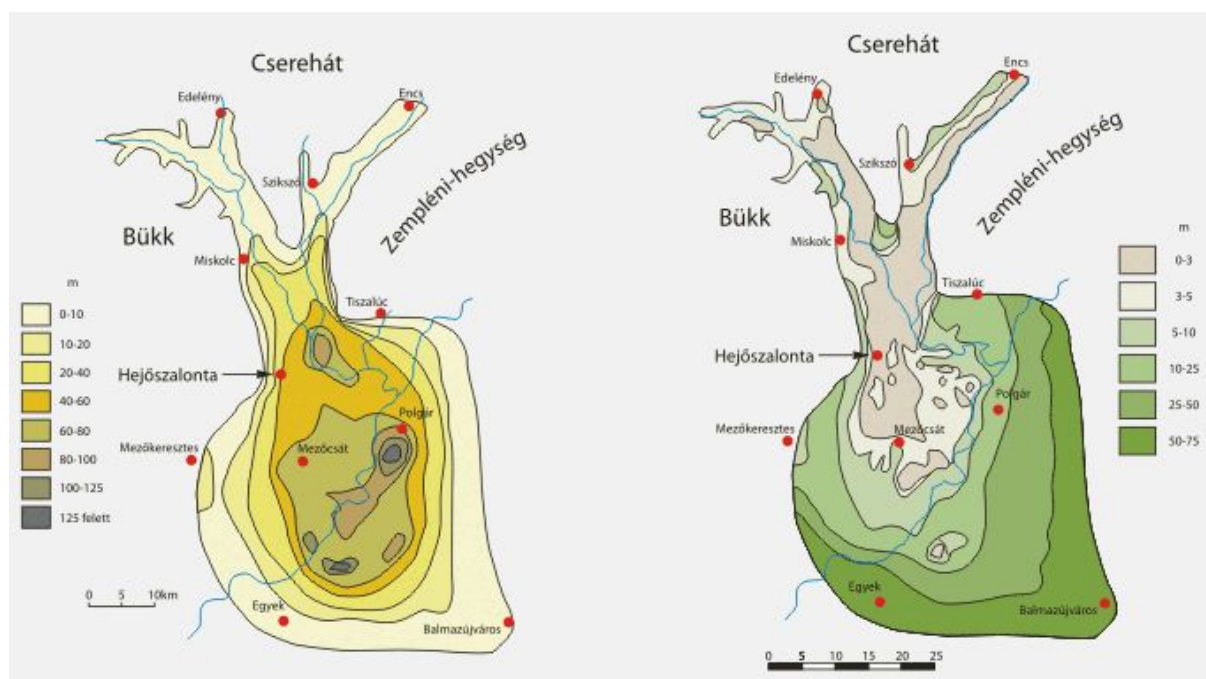 Cserehát
Edelény
Encs
Szikszó
Zempléni-hegység
Bükk
Miskolc
Tiszalúc
m
0-10
10-20
20-40
40-60
60-80
80-100
100-125
125 felett
Hejőszalonta
Polgár
Mezőkeresztes
Mezőcsát
0 5 10km
Egyek
Balmazújváros
Cserehát
Encs
Edelény
Szikszó
Zempléni-hegység
Bükk
Miskolc
m
0-3
3-5
5-10
10-25
25-50
50-75
Tiszalúc
Hejőszalonta
Polgár
Mezőkeresztes
Mezőcsát
Egyek
Balmazújváros
0 5 10 15 20 25